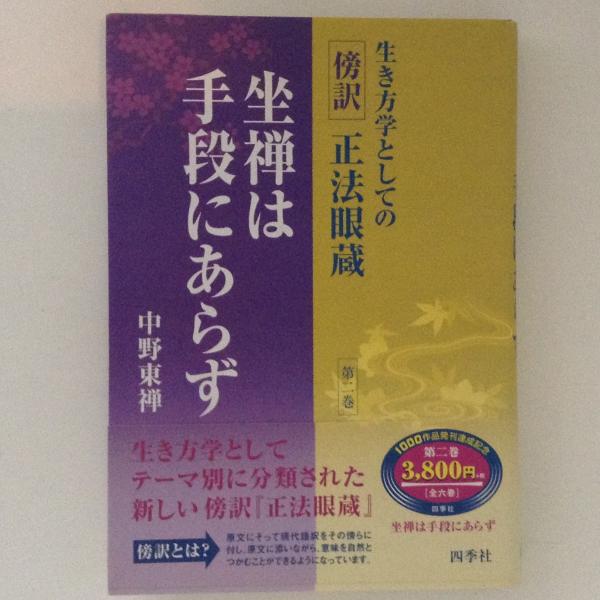 生き方学としての
傍訳 正法眼蔵
第二巻
坐禅は
手段にあらず
中野東禅
生き方学として
テーマ別に分類された
新しい傍訳『正法眼蔵』
傍訳とは?
原文にそって現代語訳をその傍らに
付し、原文に添いながら、意味を自然と
つかむことができるようになっています。
1000作品発刊達成記念
第二巻
3,800円+税
[全六巻]
四季社
坐禅は手段にあらず
四季社